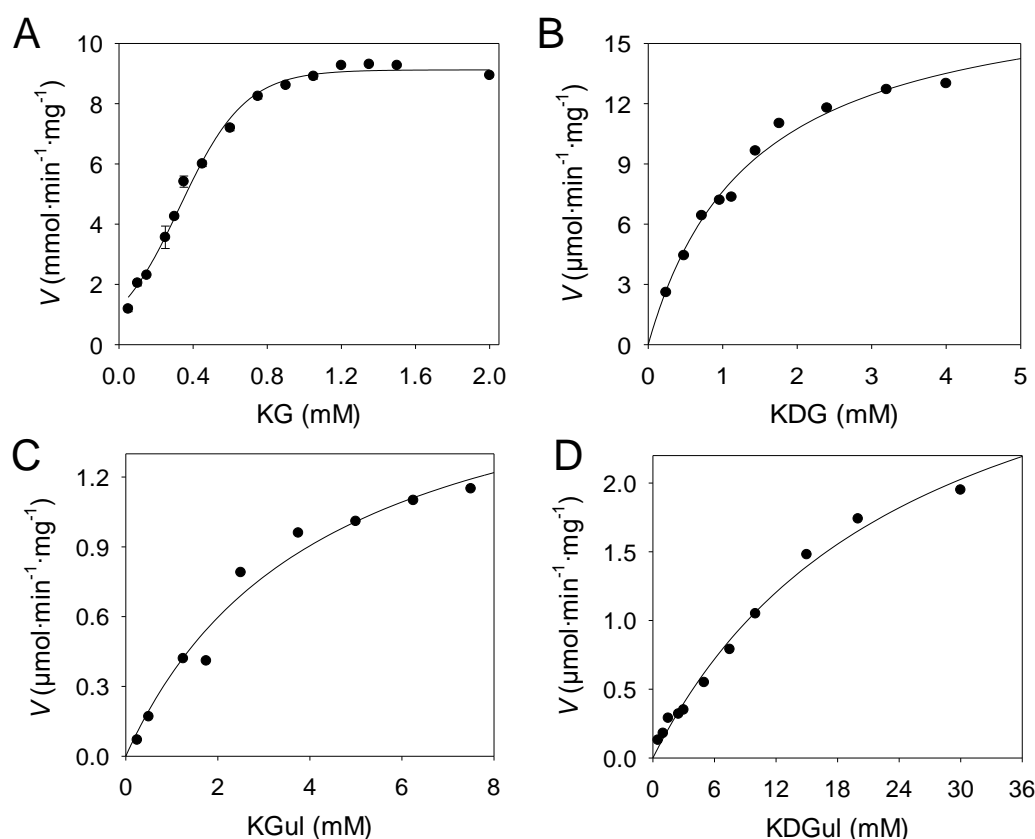 A
V (mmol·min⁻¹·mg⁻¹)
10
8
6
4
2
0
0.0 0.4 0.8 1.2 1.6 2.0
KG (mM)
B
V (µmol·min⁻¹·mg⁻¹)
15
12
9
6
3
0
0 1 2 3 4 5
KDG (mM)
C
V (µmol·min⁻¹·mg⁻¹)
1.2
0.9
0.6
0.3
0.0
0 2 4 6 8
KGul (mM)
D
V (µmol·min⁻¹·mg⁻¹)
2.0
1.5
1.0
0.5
0.0
0 6 12 18 24 30 36
KDGul (mM)